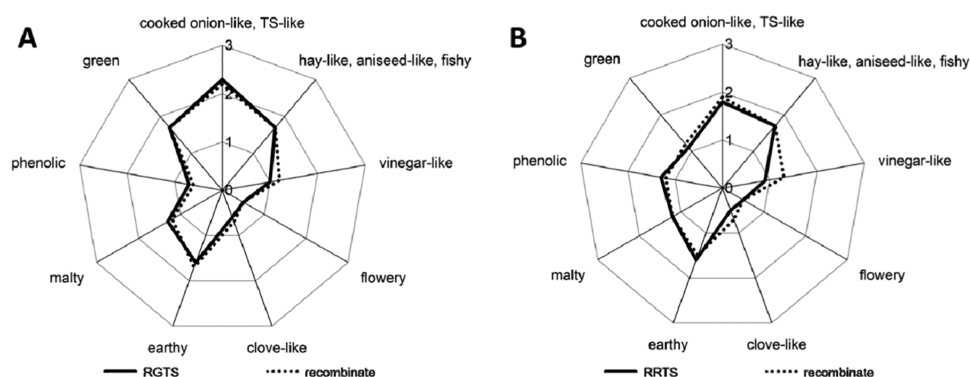 A
cooked onion-like, TS-like
green
hay-like, aniseed-like, fishy
phenolic
vinegar-like
malty
flowery
earthy
clove-like
3
2
1
0
RGTS
recombinate
B
cooked onion-like, TS-like
green
hay-like, aniseed-like, fishy
phenolic
vinegar-like
malty
flowery
earthy
clove-like
3
2
1
0
RRTS
recombinate